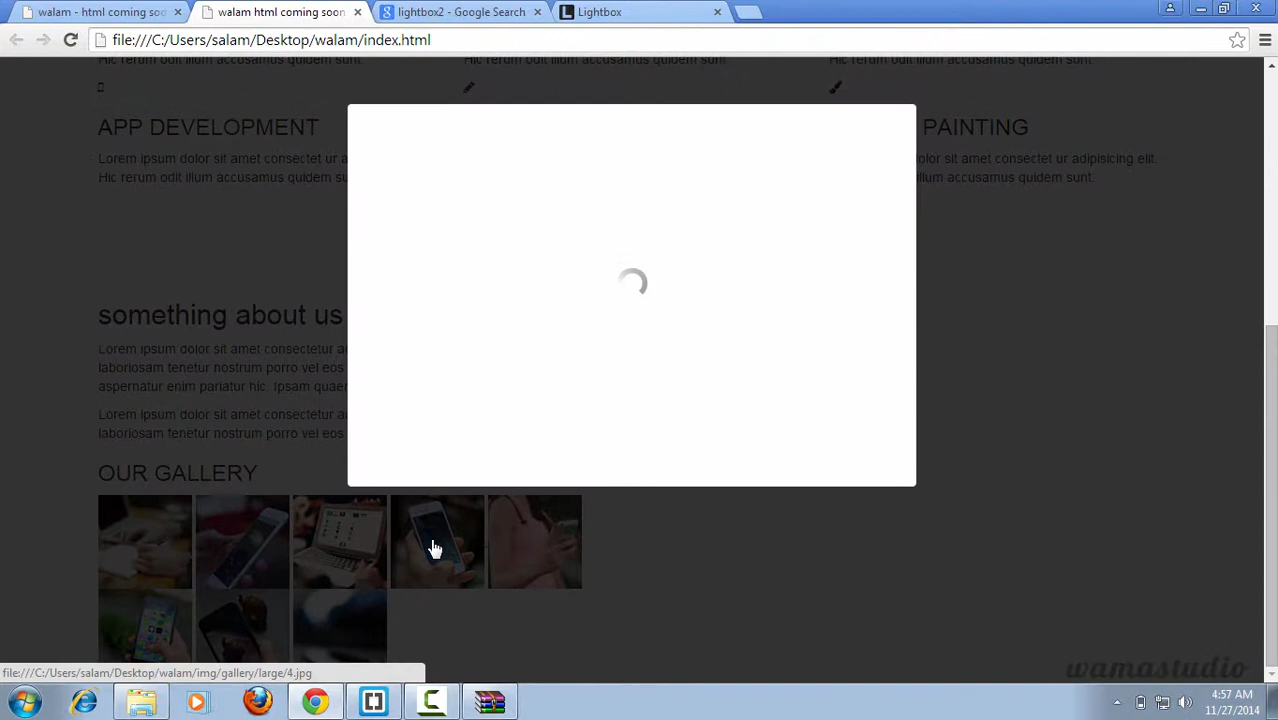 walam - html coming soo
walam html coming soon
lightbox2 - Google Search
Lightbox
file:///C:/Users/salam/Desktop/walam/index.html
Hic rerum odit illum accusamus quidem sunt.
Hic rerum odit illum accusamus quidem sunt.
Hic rerum odit illum accusamus quidem sunt.
APP DEVELOPMENT
PAINTING
Lorem ipsum dolor sit amet consectet ur a
dolor sit amet consectet ur adipisicing elit.
Hic rerum odit illum accusamus quidem su
accusamus quidem sunt.
something about us
Lorem ipsum dolor sit amet consectetur a
laboriosam tenetur nostrum porro vel eos
aspernatur enim pariatur hic. Ipsum quaer
Lorem ipsum dolor sit amet consectetur a
laboriosam tenetur nostrum porro vel eos
OUR GALLERY
file:///C:/Users/salam/Desktop/walam/img/gallery/large/4.jpg
wamastudio
4:57 AM
11/27/2014